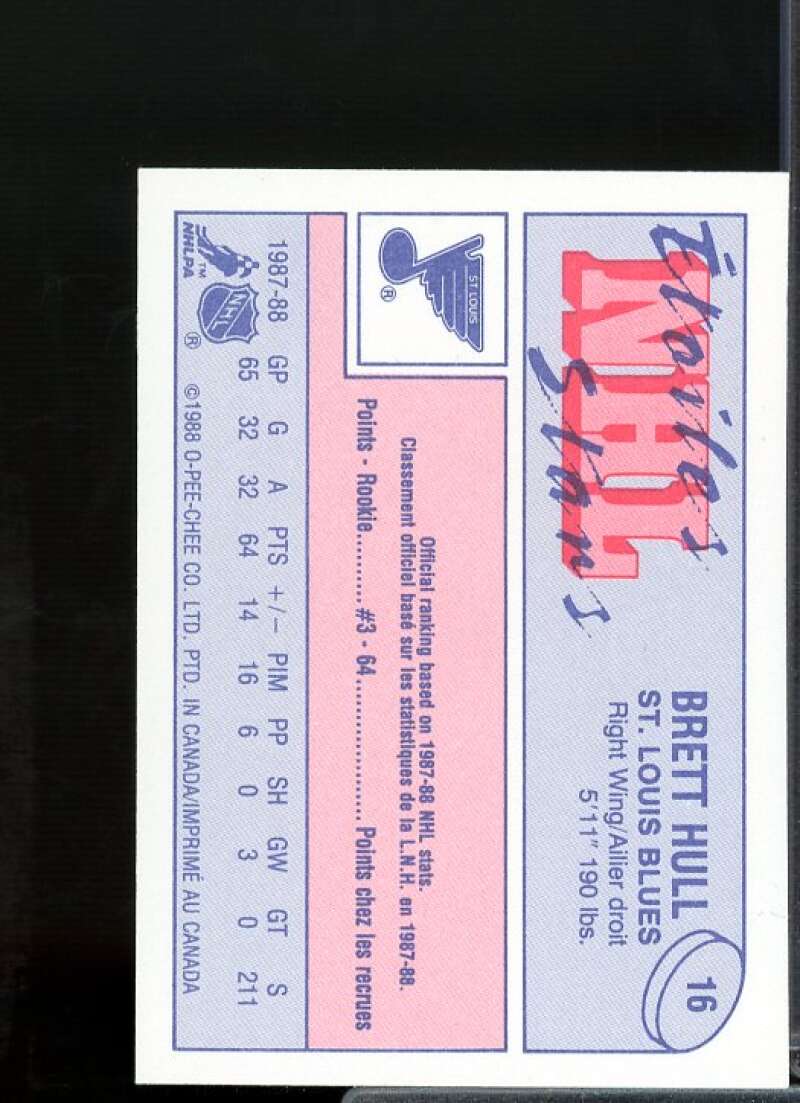 Étoiles
NHL
Stars
BRETT HULL
ST. LOUIS BLUES
Right Wing/Ailier droit
5'11" 190 lbs.
16
ST. LOUIS
®
Official ranking based on 1987-88 NHL stats.
Classement officiel basé sur les statistiques de la L.N.H. en 1987-88.
Points - Rookie.......... #3 - 64.................... Points chez les recrues
1987-88 GP G A PTS +/− PIM PP SH GW GT S
65 32 32 64 14 16 6 0 3 0 211
™
NHLPA
NHL
®
©1988 O-PEE-CHEE CO. LTD. PTD. IN CANADA/IMPRIMÉ AU CANADA